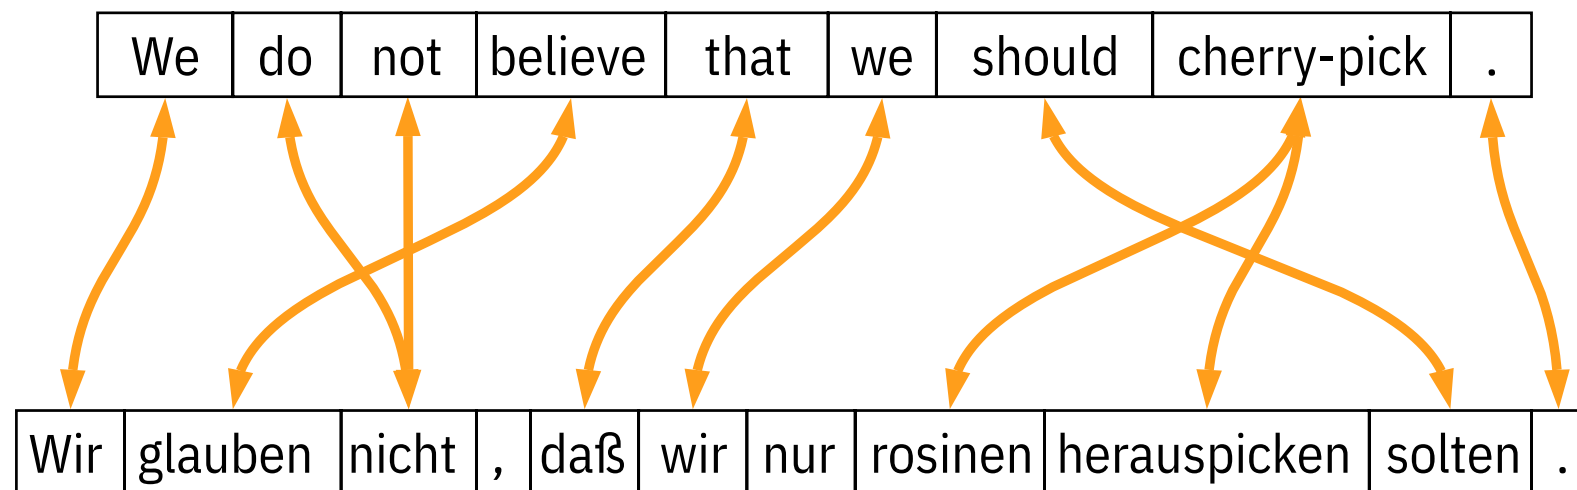 We do not believe that we should cherry-pick .
Wir glauben nicht , daß wir nur rosinen herauspicken solten .